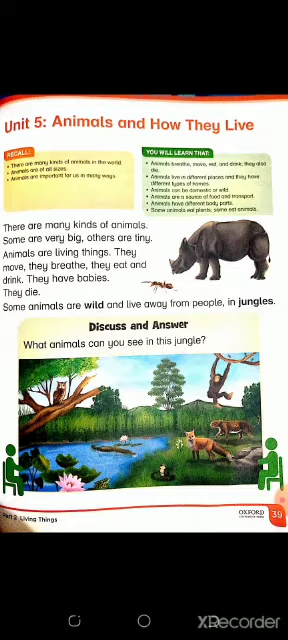 Unit 5: Animals and How They Live
RECALL:
• There are many kinds of animals in the world.
• Animals are of all sizes.
• Animals are important for us in many ways.
YOU WILL LEARN THAT:
• Animals breathe, move, eat, and drink; they also
die.
• Animals live in different places and they have
different types of homes.
• Animals can be domestic or wild.
• Animals are a source of food and transport.
• Animals have different body parts.
• Some animals eat plants; some eat animals.
There are many kinds of animals.
Some are very big, others are tiny.
Animals are living things. They
move, they breathe, they eat and
drink. They have babies.
They die.
Some animals are wild and live away from people, in jungles.
Discuss and Answer
What animals can you see in this jungle?
Part 2 Living Things
OXFORD
39
XRecorder